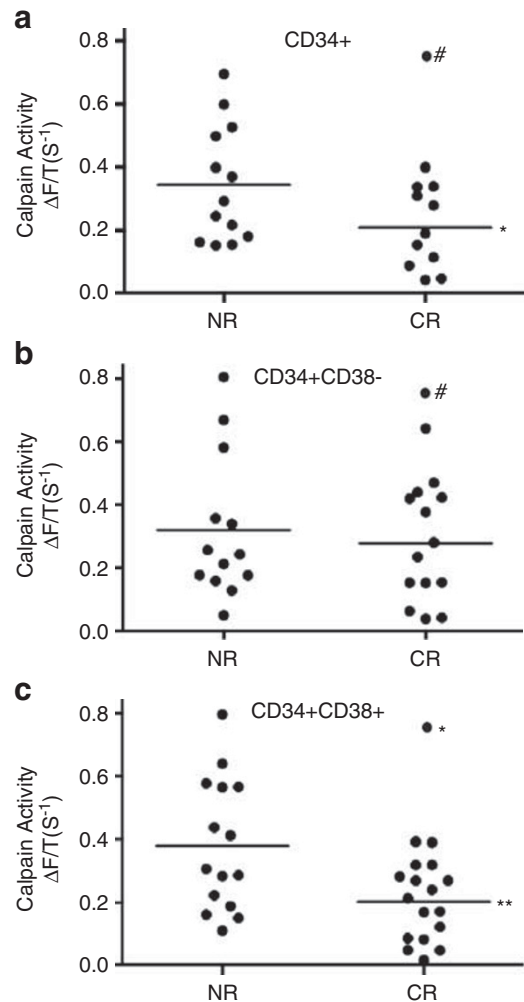 a
CD34+
Calpain Activity
ΔF/T(S⁻¹)
0.8
0.6
0.4
0.2
0.0
#
*
NR CR
b
CD34+CD38-
Calpain Activity
ΔF/T(S⁻¹)
0.8
0.6
0.4
0.2
0.0
#
NR CR
c
CD34+CD38+
Calpain Activity
ΔF/T(S⁻¹)
0.8
0.6
0.4
0.2
0.0
*
**
NR CR